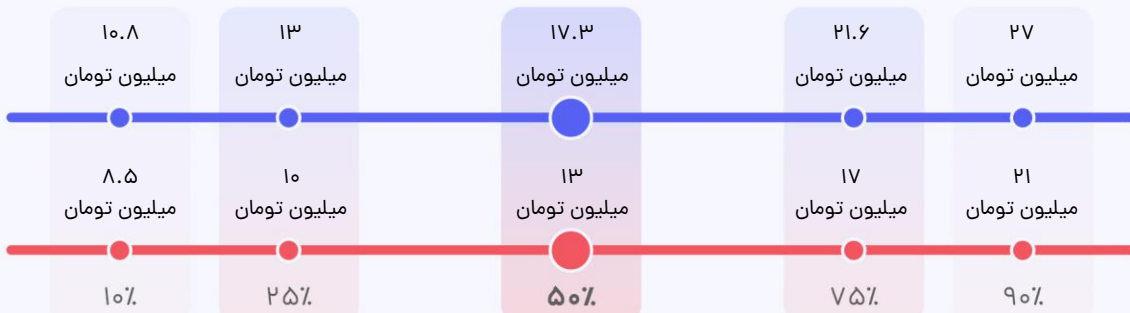 ۱۰.۸ ۱۳ ۱۷.۳ ۲۱.۶ ۲۷
میلیون تومان میلیون تومان میلیون تومان میلیون تومان میلیون تومان
۸.۵ ۱۰ ۱۳ ۱۷ ۲۱
میلیون تومان میلیون تومان میلیون تومان میلیون تومان میلیون تومان
۱۰٪ ۲۵٪ ۵۰٪ ۷۵٪ ۹۰٪